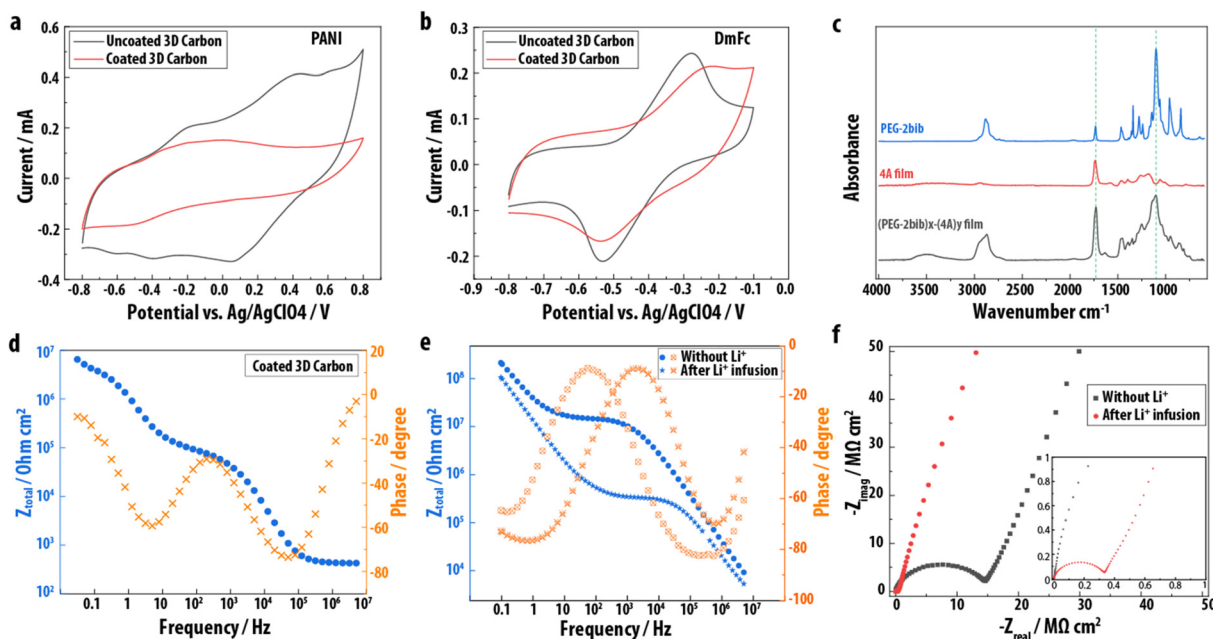 a
Uncoated 3D Carbon
Coated 3D Carbon
PANI
0.6
0.4
0.2
0.0
-0.2
-0.4
Current / mA
-0.8 -0.6 -0.4 -0.2 0.0 0.2 0.4 0.6 0.8
Potential vs. Ag/AgClO4 / V
b
Uncoated 3D Carbon
Coated 3D Carbon
DmFc
0.3
0.2
0.1
0.0
-0.1
-0.2
Current / mA
-0.9 -0.8 -0.7 -0.6 -0.5 -0.4 -0.3 -0.2 -0.1 0.0
Potential vs. Ag/AgClO4 / V
c
PEG-2bib
4A film
(PEG-2bib)x-(4A)y film
Absorbance
4000 3000 2000 1000
Wavenumber cm⁻¹
d
Coated 3D Carbon
10⁷
10⁶
10⁵
10⁴
10³
10²
Z_total / Ohm cm²
20
0
-20
-40
-60
-80
Phase / degree
0.1 1 10 10² 10³ 10⁴ 10⁵ 10⁶ 10⁷
Frequency / Hz
e
Without Li⁺
After Li⁺ infusion
10⁸
10⁷
10⁶
10⁵
10⁴
Z_total / Ohm cm²
0
-20
-40
-60
-80
-100
Phase / degree
0.1 1 10 10² 10³ 10⁴ 10⁵ 10⁶ 10⁷
Frequency / Hz
f
Without Li⁺
After Li⁺ infusion
50
40
30
20
10
0
-Z_imag / MΩ cm²
0 10 20 30 40 50
-Z_real / MΩ cm²
1
0.8
0.6
0.4
0.2
0
0 0.2 0.4 0.6 0.8 1